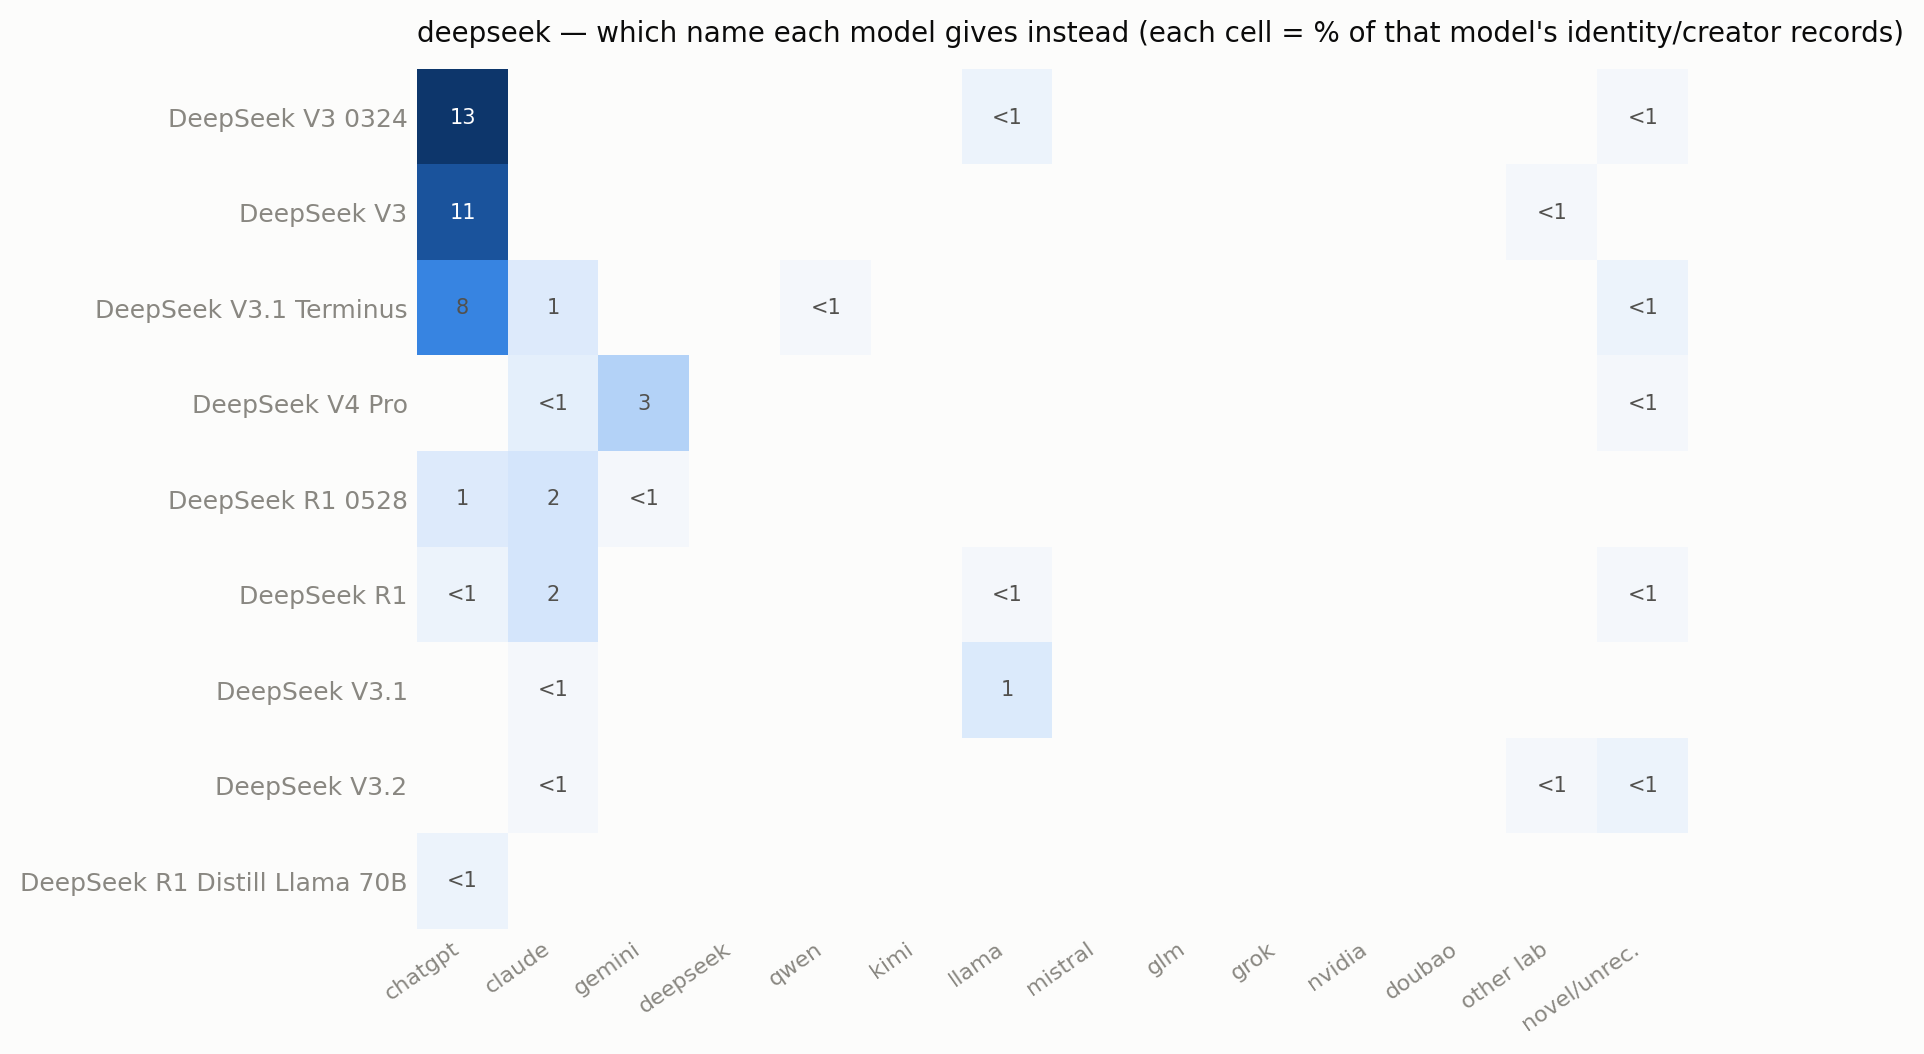 deepseek — which name each model gives instead (each cell = % of that model's identity/creator records)
DeepSeek V3 0324 13 <1 <1
DeepSeek V3 11 <1
DeepSeek V3.1 Terminus 8 1 <1 <1
DeepSeek V4 Pro <1 3 <1
DeepSeek R1 0528 1 2 <1
DeepSeek R1 <1 2 <1 <1
DeepSeek V3.1 <1 1
DeepSeek V3.2 <1 <1 <1
DeepSeek R1 Distill Llama 70B <1
chatgpt claude gemini deepseek qwen kimi llama mistral glm grok nvidia doubao other lab novel/unrec.